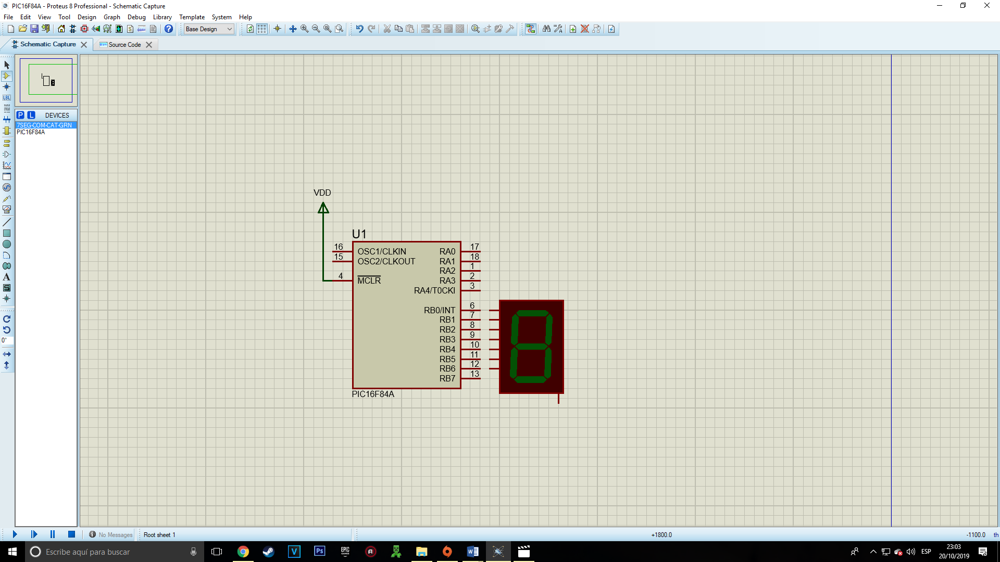 PIC16F84A - Proteus 8 Professional - Schematic Capture
File Edit View Tool Design Graph Debug Library Template System Help
Base Design
Schematic Capture Source Code
P L DEVICES
7SEG-COM-CAT-GRN
PIC16F84A
LBL
A
S
0°
VDD
U1
16 OSC1/CLKIN RA0 17
15 OSC2/CLKOUT RA1 18
RA2 1
4 MCLR RA3 2
RA4/T0CKI 3
RB0/INT 6
RB1 7
RB2 8
RB3 9
RB4 10
RB5 11
RB6 12
RB7 13
PIC16F84A
No Messages Root sheet 1 +1800.0 -1100.0 th
Escribe aquí para buscar
V Ps EPIC GAMES
ESP
23:03
20/10/2019